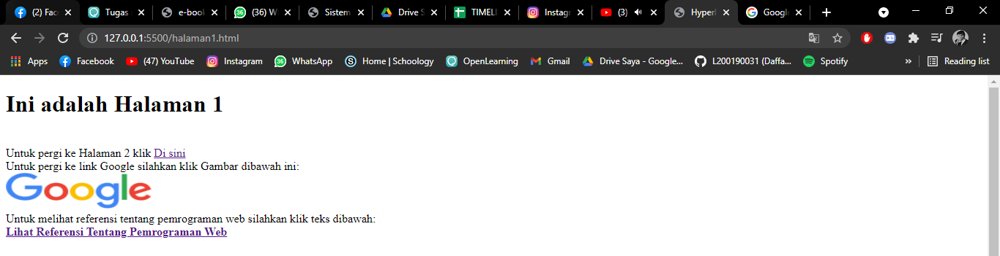 (2) Fac
Tugas
e-book
(36) W
Sistem
Drive S
TIMELI
Instagr
(3)
Hyperl
Googl
127.0.0.1:5500/halaman1.html
Apps
Facebook
(47) YouTube
Instagram
36
WhatsApp
Home | Schoology
OpenLearning
Gmail
Drive Saya - Google...
L200190031 (Daffa...
Spotify
»
Reading list
Ini adalah Halaman 1
Untuk pergi ke Halaman 2 klik Di sini
Untuk pergi ke link Google silahkan klik Gambar dibawah ini:
Google
Untuk melihat referensi tentang pemrograman web silahkan klik teks dibawah:
Lihat Referensi Tentang Pemrograman Web